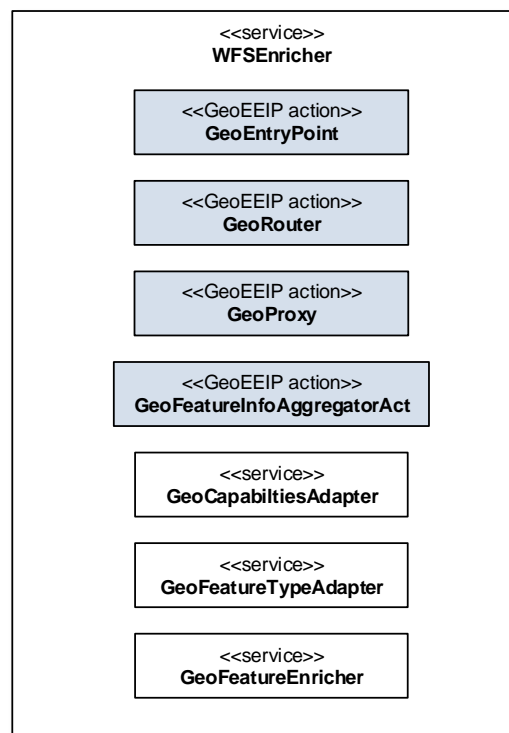 <<service>>
WFSEnricher
<<GeoEEIP action>>
GeoEntryPoint
<<GeoEEIP action>>
GeoRouter
<<GeoEEIP action>>
GeoProxy
<<GeoEEIP action>>
GeoFeatureInfoAggregatorAct
<<service>>
GeoCapabiltiesAdapter
<<service>>
GeoFeatureTypeAdapter
<<service>>
GeoFeatureEnricher